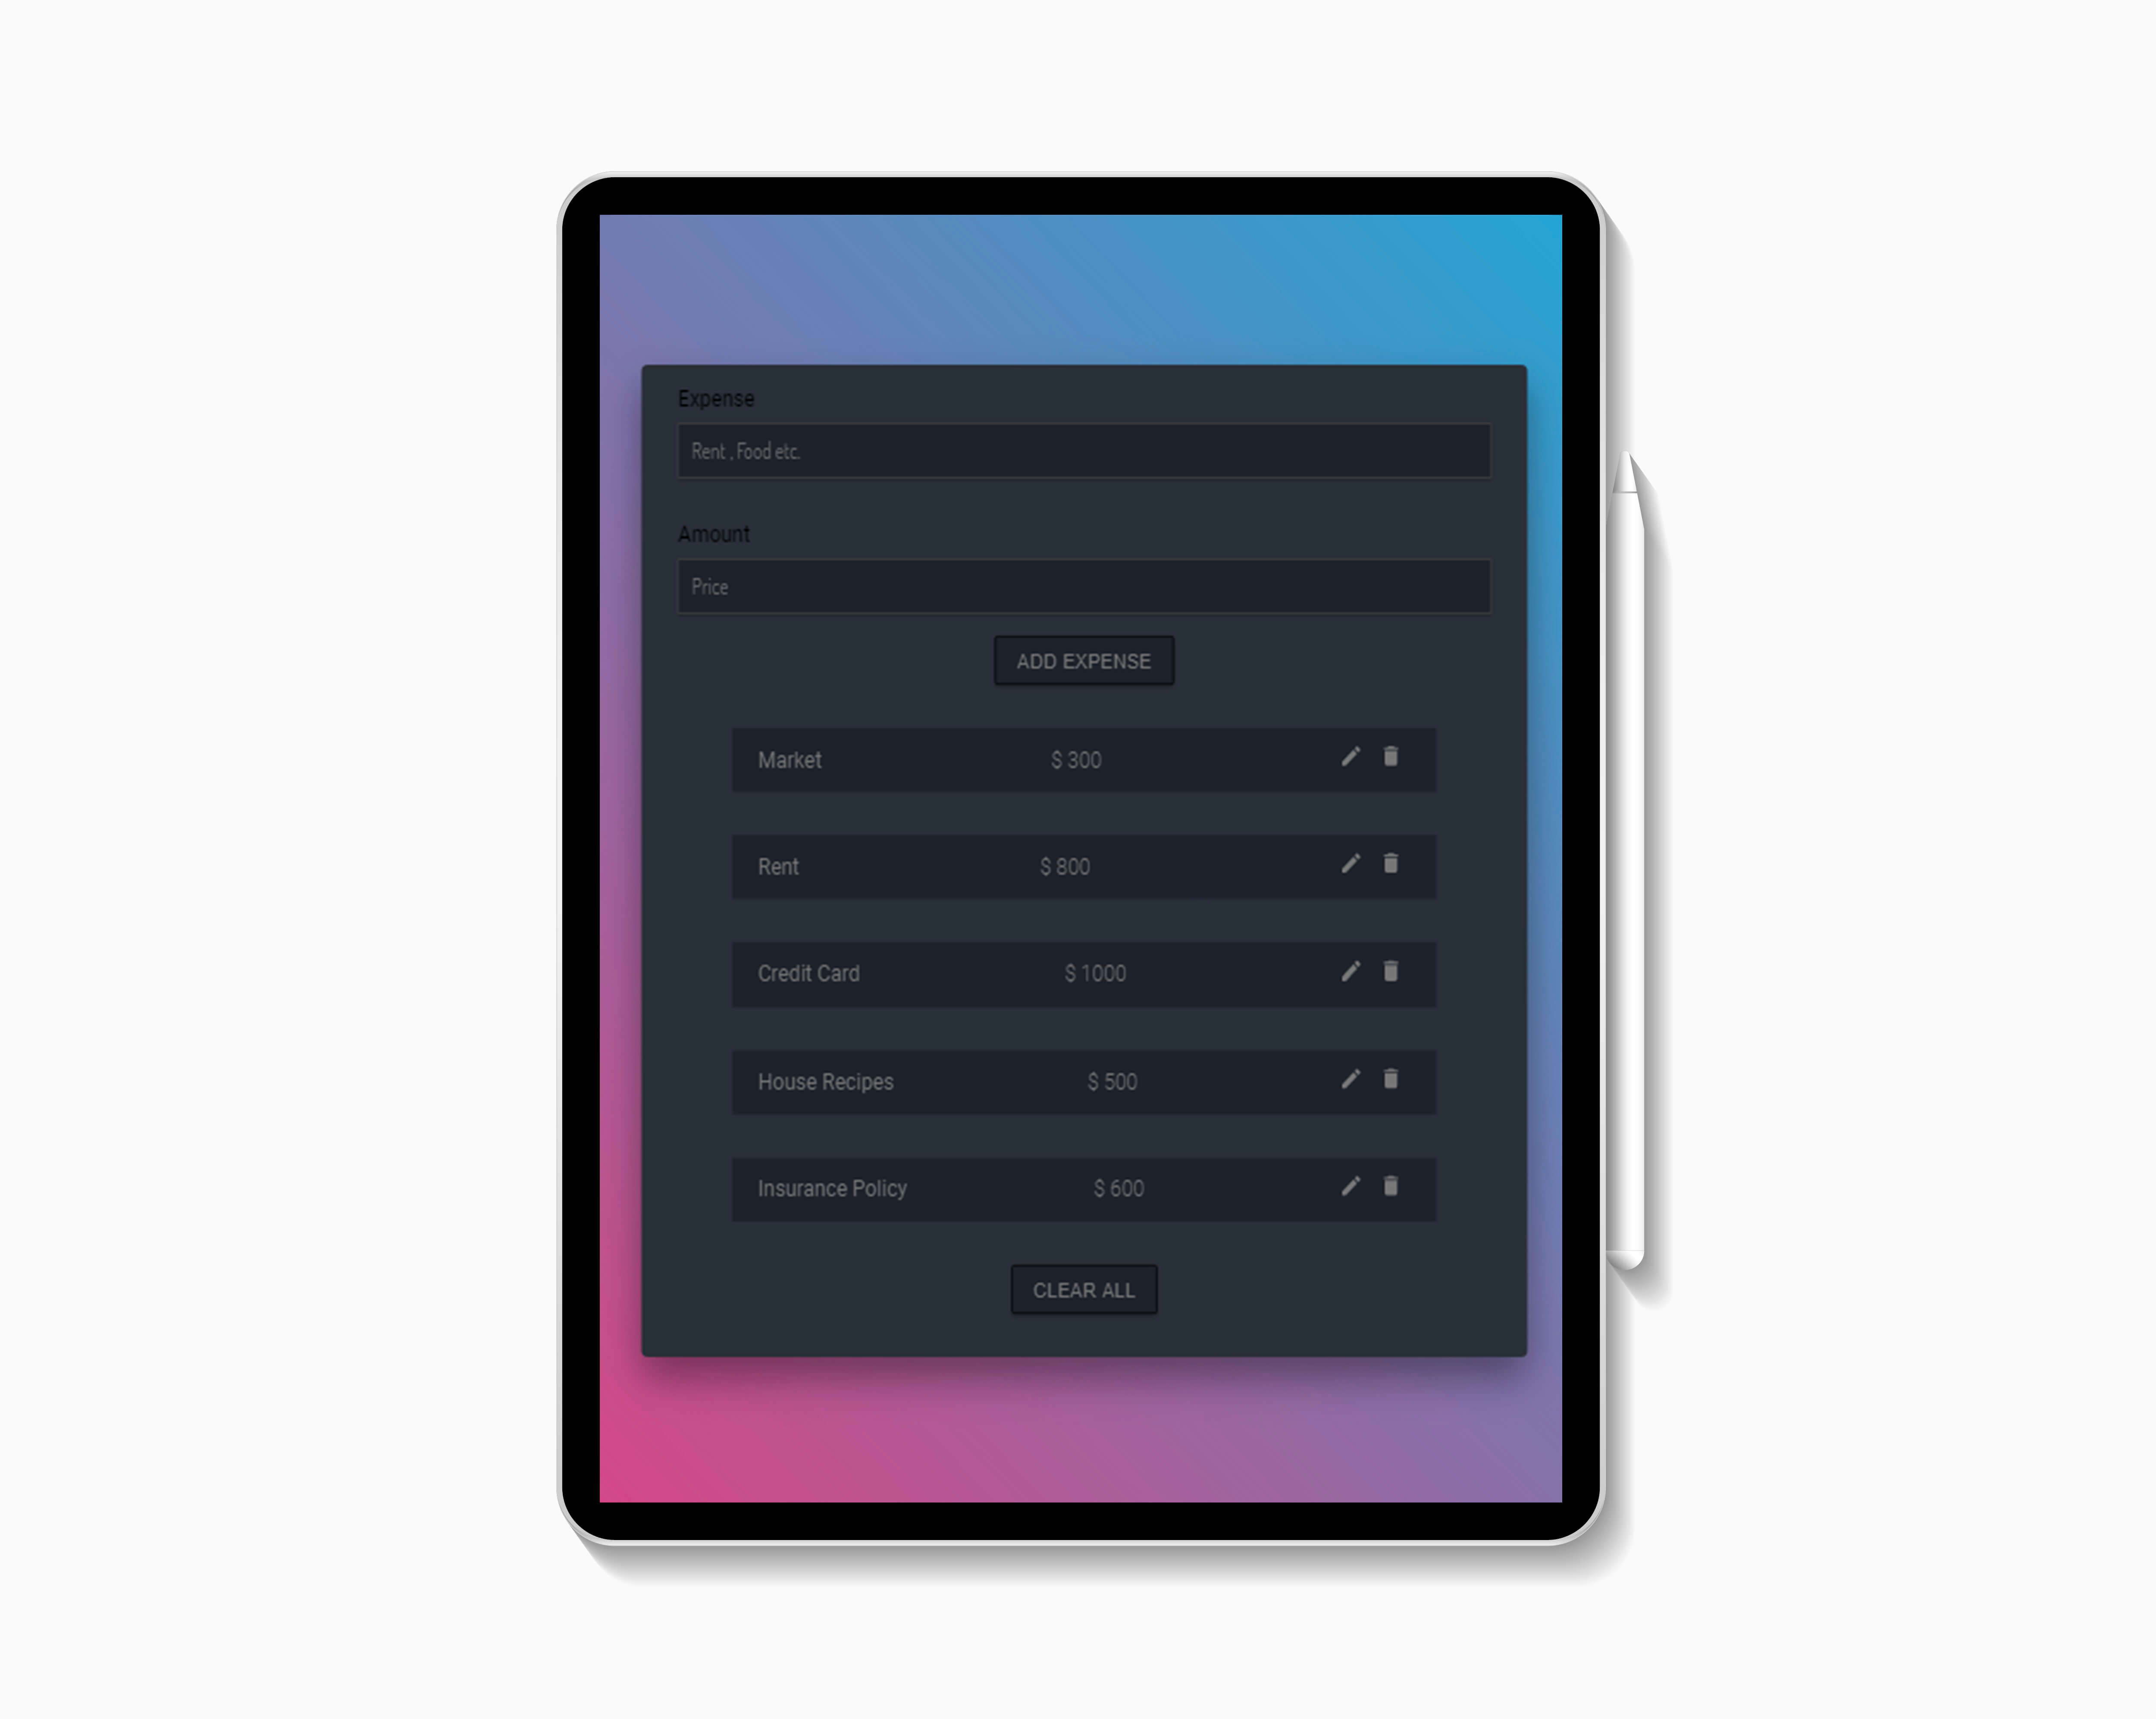 Expense
Rent , Food etc.
Amount
Price
ADD EXPENSE
Market $ 300
Rent $ 800
Credit Card $ 1000
House Recipes $ 500
Insurance Policy $ 600
CLEAR ALL